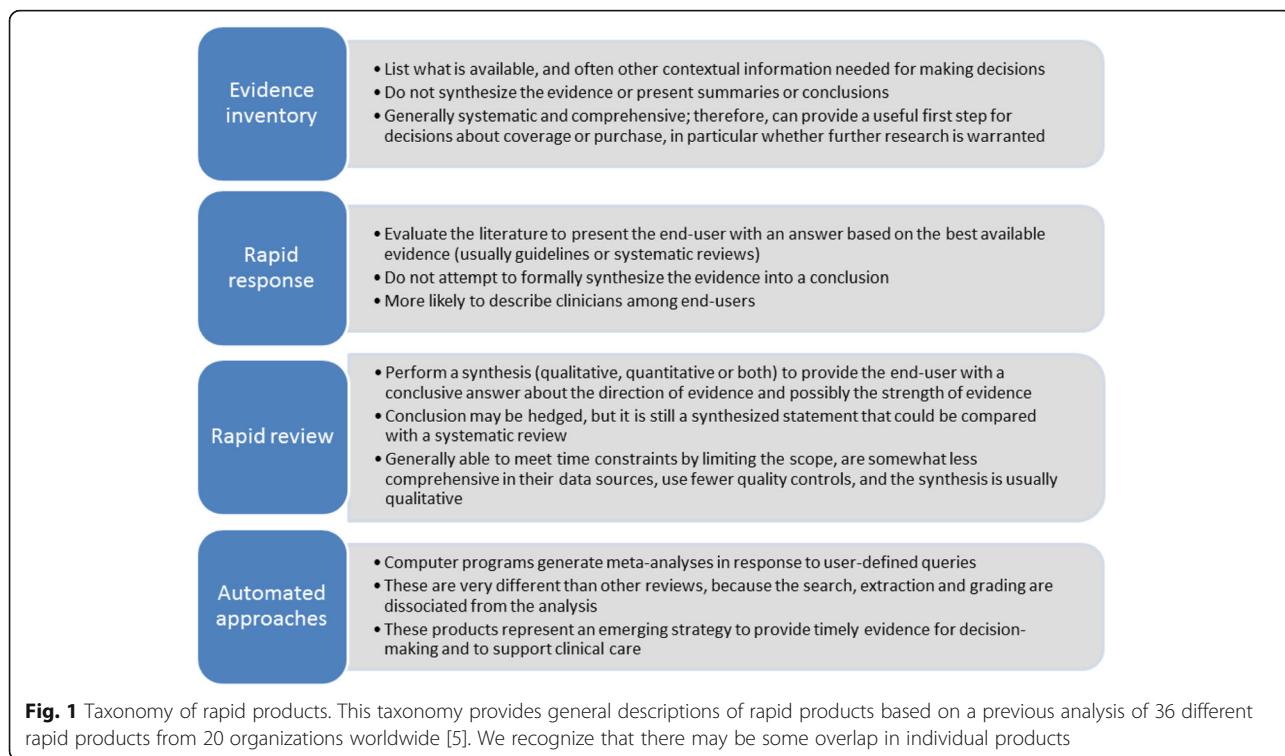 Evidence
inventory
• List what is available, and often other contextual information needed for making decisions
• Do not synthesize the evidence or present summaries or conclusions
• Generally systematic and comprehensive; therefore, can provide a useful first step for
decisions about coverage or purchase, in particular whether further research is warranted
Rapid
response
• Evaluate the literature to present the end-user with an answer based on the best available
evidence (usually guidelines or systematic reviews)
• Do not attempt to formally synthesize the evidence into a conclusion
• More likely to describe clinicians among end-users
Rapid review
• Perform a synthesis (qualitative, quantitative or both) to provide the end-user with a
conclusive answer about the direction of evidence and possibly the strength of evidence
• Conclusion may be hedged, but it is still a synthesized statement that could be compared
with a systematic review
• Generally able to meet time constraints by limiting the scope, are somewhat less
comprehensive in their data sources, use fewer quality controls, and the synthesis is usually
qualitative
Automated
approaches
• Computer programs generate meta-analyses in response to user-defined queries
• These are very different than other reviews, because the search, extraction and grading are
dissociated from the analysis
• These products represent an emerging strategy to provide timely evidence for decision-
making and to support clinical care
Fig. 1 Taxonomy of rapid products. This taxonomy provides general descriptions of rapid products based on a previous analysis of 36 different
rapid products from 20 organizations worldwide [5]. We recognize that there may be some overlap in individual products